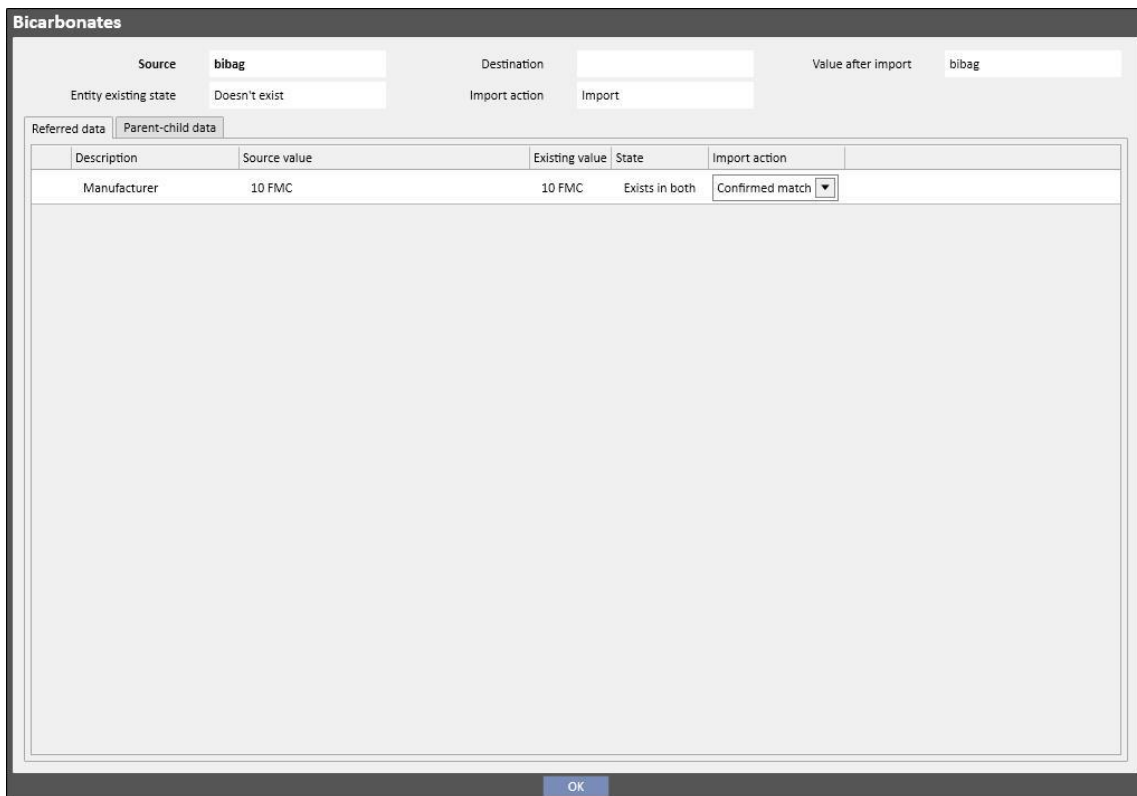 Bicarbonates
Source bibag Destination Value after import bibag
Entity existing state Doesn't exist Import action Import
Referred data Parent-child data
Description Source value Existing value State Import action
Manufacturer 10 FMC 10 FMC Exists in both Confirmed match
OK